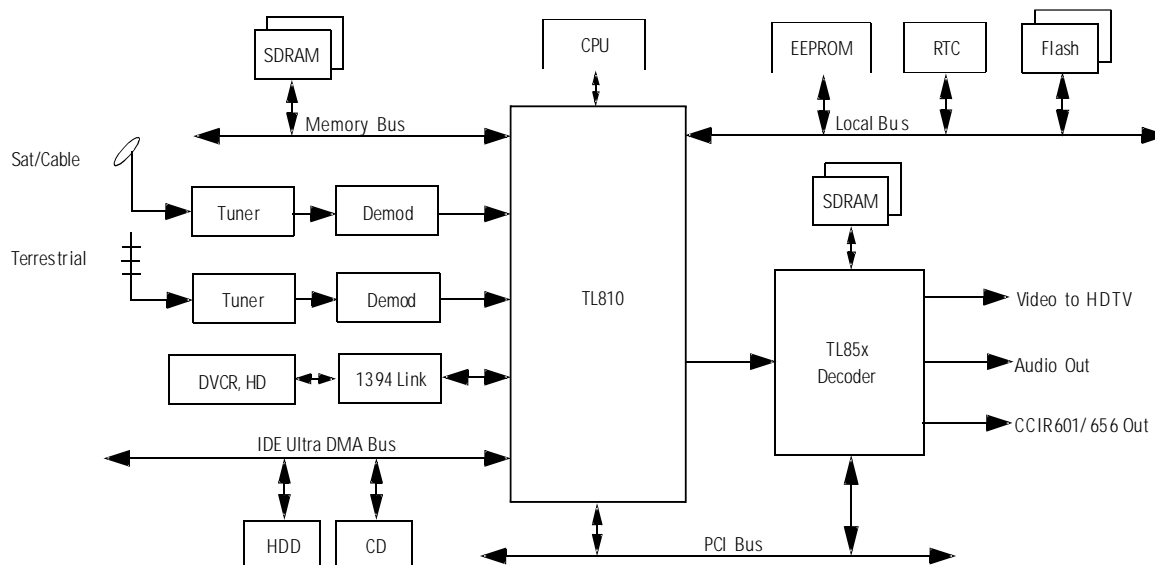 SDRAM
CPU
EEPROM
RTC
Flash
Memory Bus
Local Bus
Sat/Cable
Tuner
Demod
SDRAM
Terrestrial
Tuner
Demod
TL810
Video to HDTV
TL85x
Decoder
Audio Out
DVCR, HD
1394 Link
CCIR601/656 Out
IDE Ultra DMA Bus
HDD
CD
PCI Bus